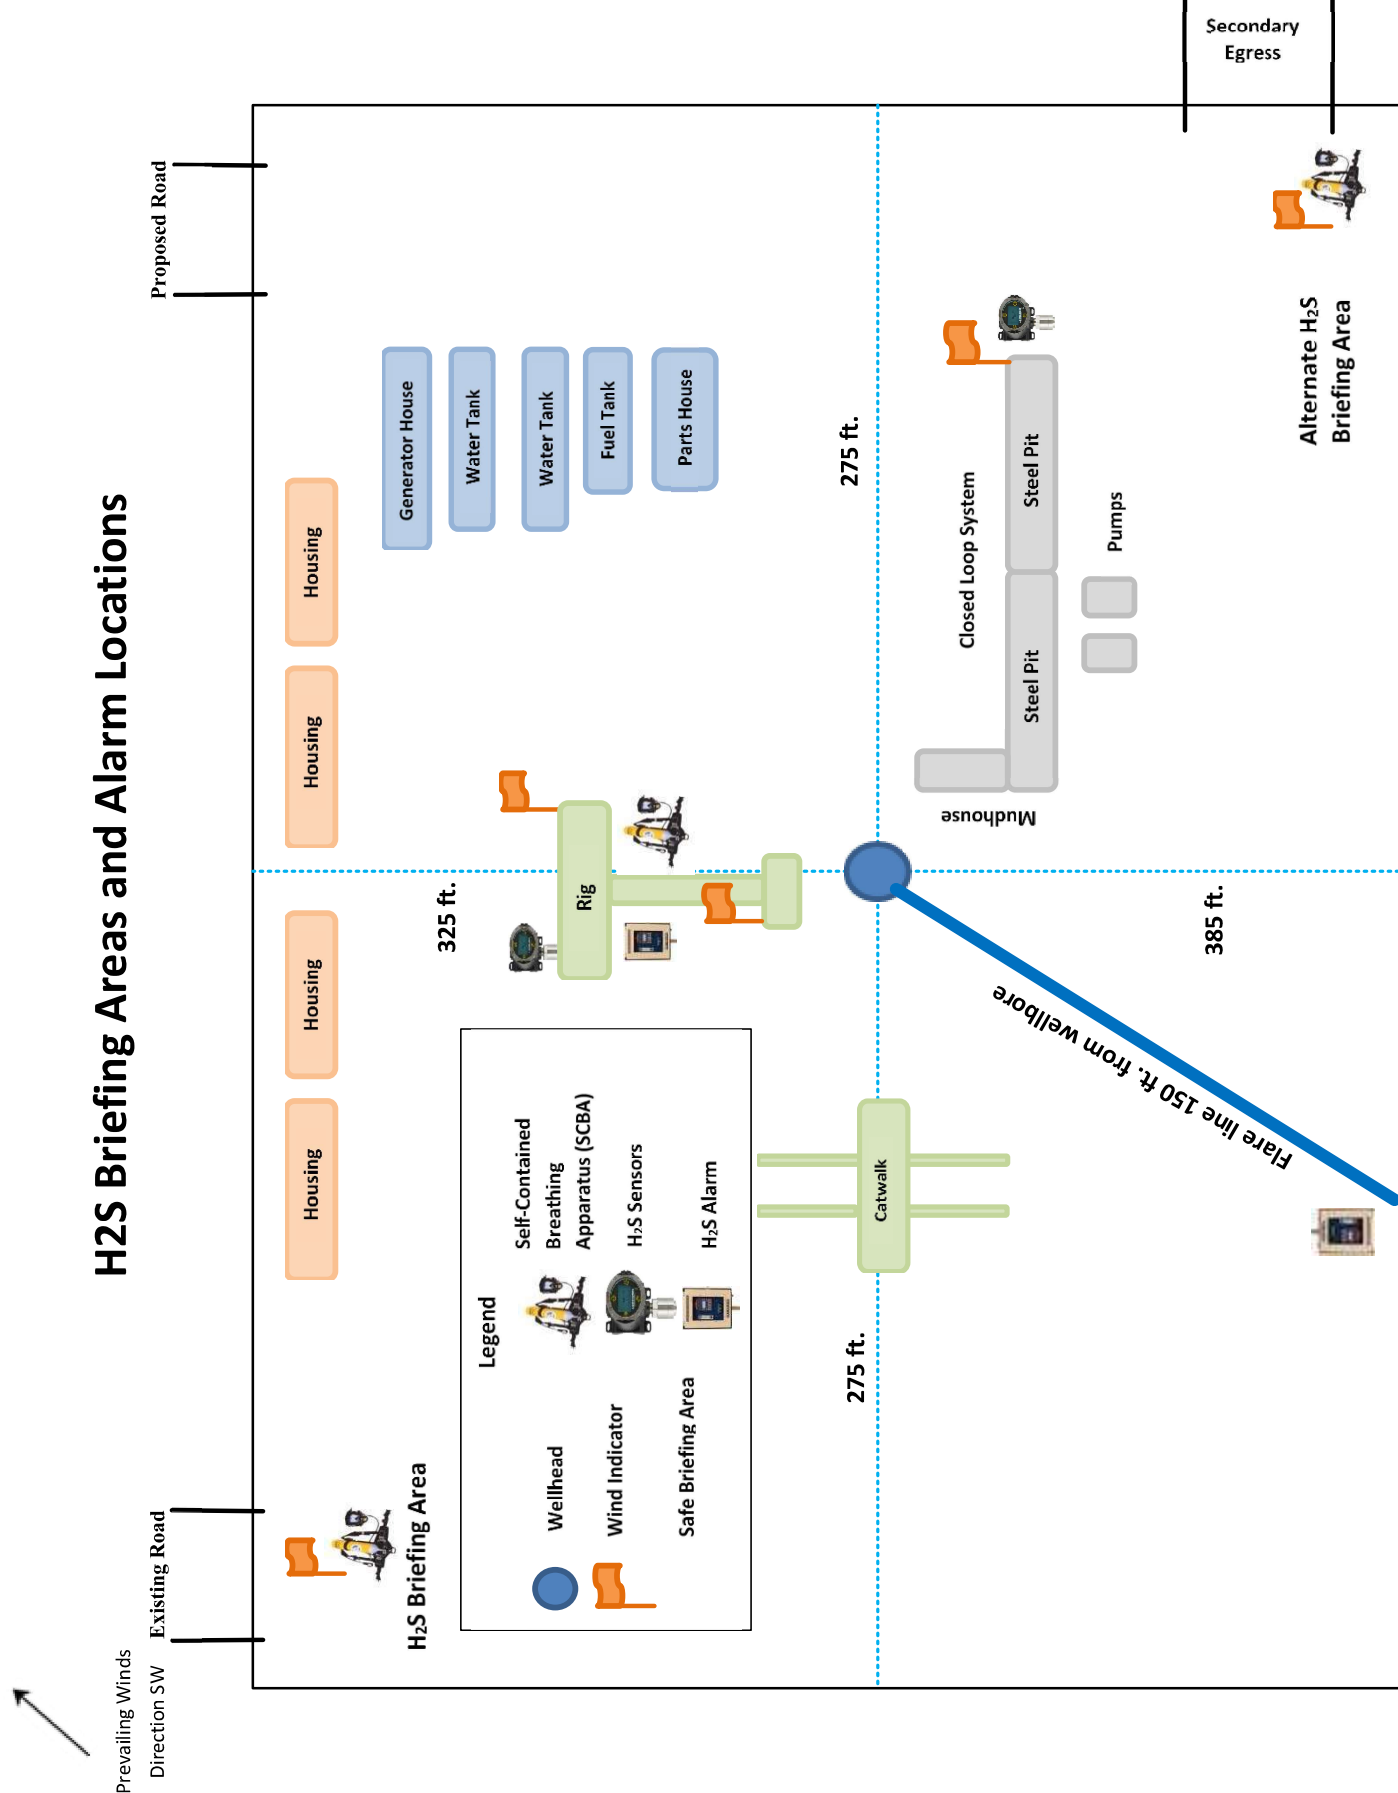 H2S Briefing Areas and Alarm Locations
Prevailing Winds
Direction SW
Existing Road
Proposed Road
Secondary
Egress
Housing
Housing
Housing
Housing
H₂S Briefing Area
Generator House
Water Tank
Water Tank
Fuel Tank
Parts House
325 ft.
Rig
Legend
Wellhead
Wind Indicator
Safe Briefing Area
Self-Contained
Breathing
Apparatus (SCBA)
H₂S Sensors
H₂S Alarm
275 ft.
275 ft.
Catwalk
Mudhouse
Closed Loop System
Steel Pit
Steel Pit
Pumps
Flare line 150 ft. from wellbore
385 ft.
Alternate H₂S
Briefing Area